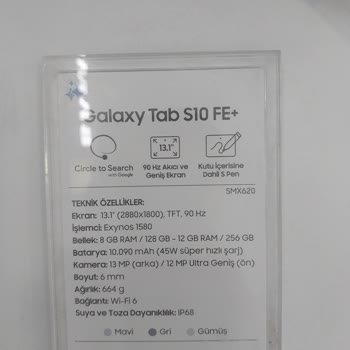 Galaxy Tab S10 FE+
13.1"
Circle to Search
with Google
90 Hz Akıcı ve
Geniş Ekran
Kutu İçerisine
Dahil S Pen
SMX620
TEKNİK ÖZELLİKLER:
Ekran: 13.1" (2880x1800), TFT, 90 Hz
İşlemci: Exynos 1580
Bellek: 8 GB RAM / 128 GB - 12 GB RAM / 256 GB
Batarya: 10.090 mAh (45W süper hızlı şarj)
Kamera: 13 MP (arka) / 12 MP Ultra Geniş (ön)
Boyut: 6 mm
Ağırlık: 664 g
Bağlantı: Wi-Fi 6
Suya ve Toza Dayanıklılık: IP68
Mavi Gri Gümüş